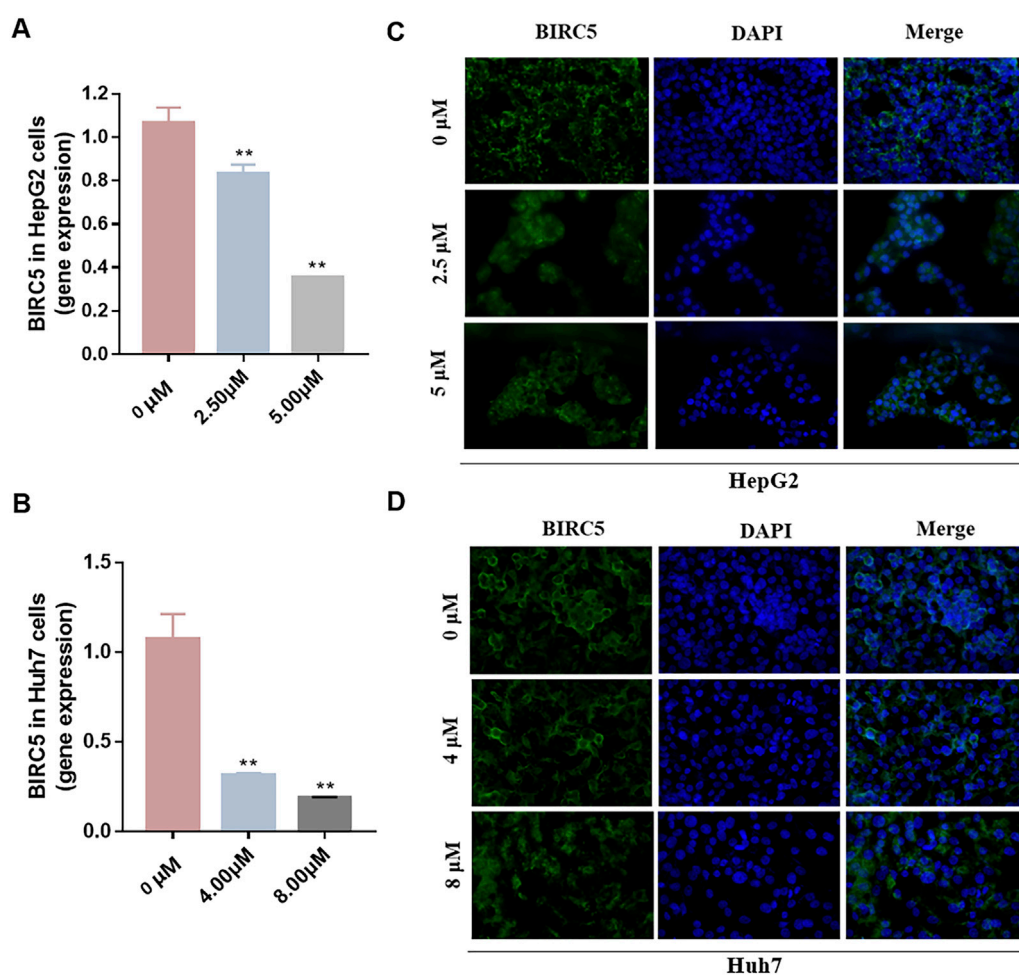 A
BIRC5 in HepG2 cells
(gene expression)
1.2
1.0
0.8
0.6
0.4
0.2
0.0
**
**
0 μM
2.50μM
5.00μM
C
BIRC5 DAPI Merge
0 μM
2.5 μM
5 μM
HepG2
B
BIRC5 in Huh7 cells
(gene expression)
1.5
1.0
0.5
0.0
**
**
0 μM
4.00μM
8.00μM
D
BIRC5 DAPI Merge
0 μM
4 μM
8 μM
Huh7